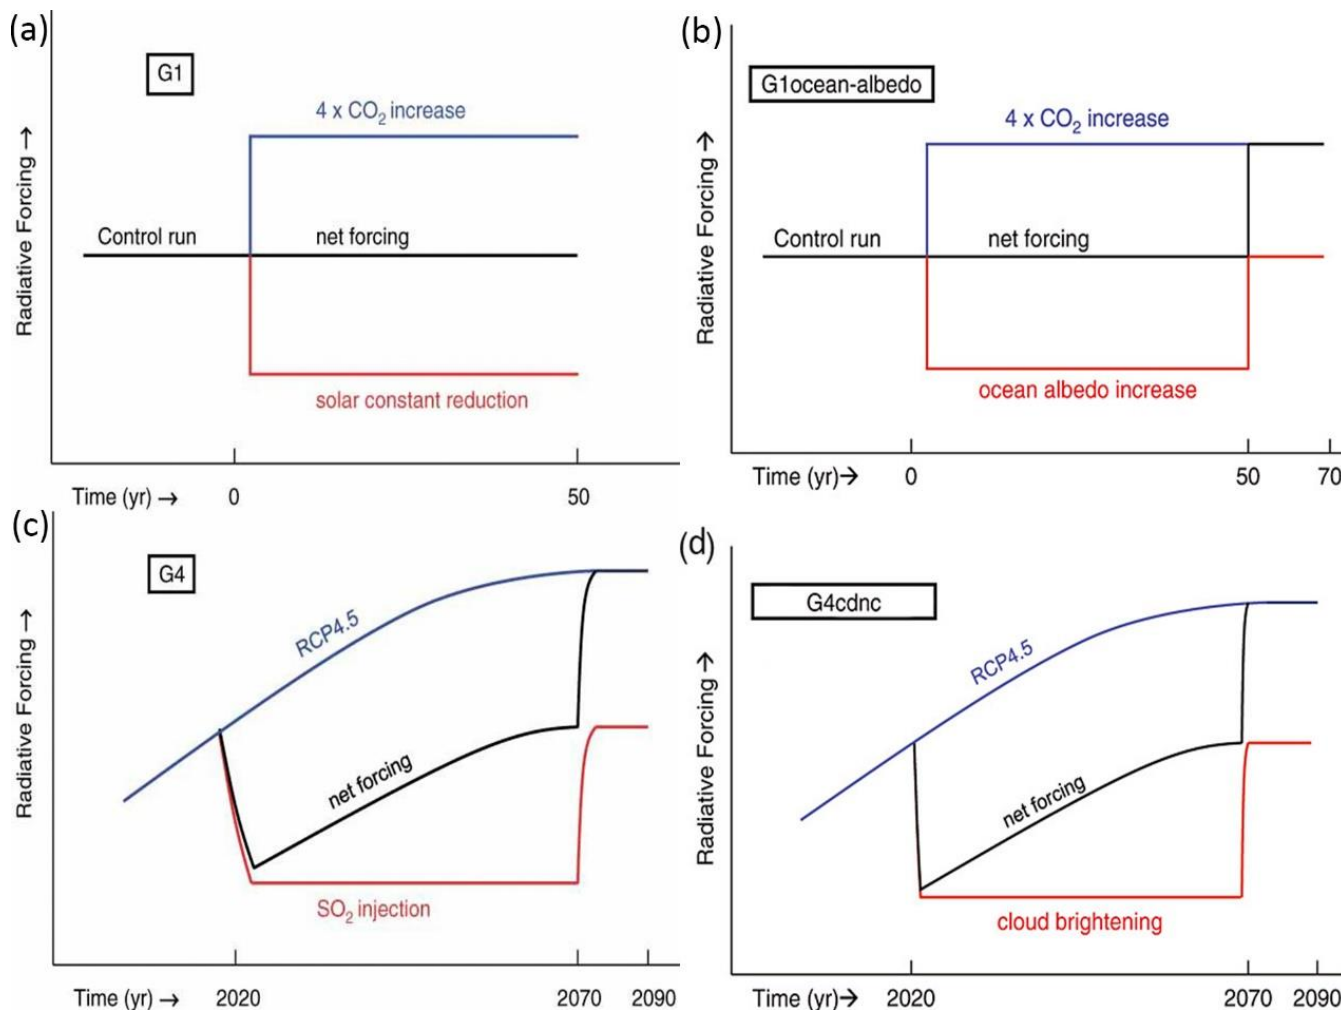 (a)
G1
4 x CO₂ increase
Control run
net forcing
solar constant reduction
Radiative Forcing →
Time (yr) →
0
50
(b)
G1ocean-albedo
4 x CO₂ increase
Control run
net forcing
ocean albedo increase
Radiative Forcing →
Time (yr)→
0
50
70
(c)
G4
RCP4.5
net forcing
SO₂ injection
Radiative Forcing →
Time (yr) →
2020
2070
2090
(d)
G4cdnc
RCP4.5
net forcing
cloud brightening
Radiative Forcing →
Time (yr)→
2020
2070
2090